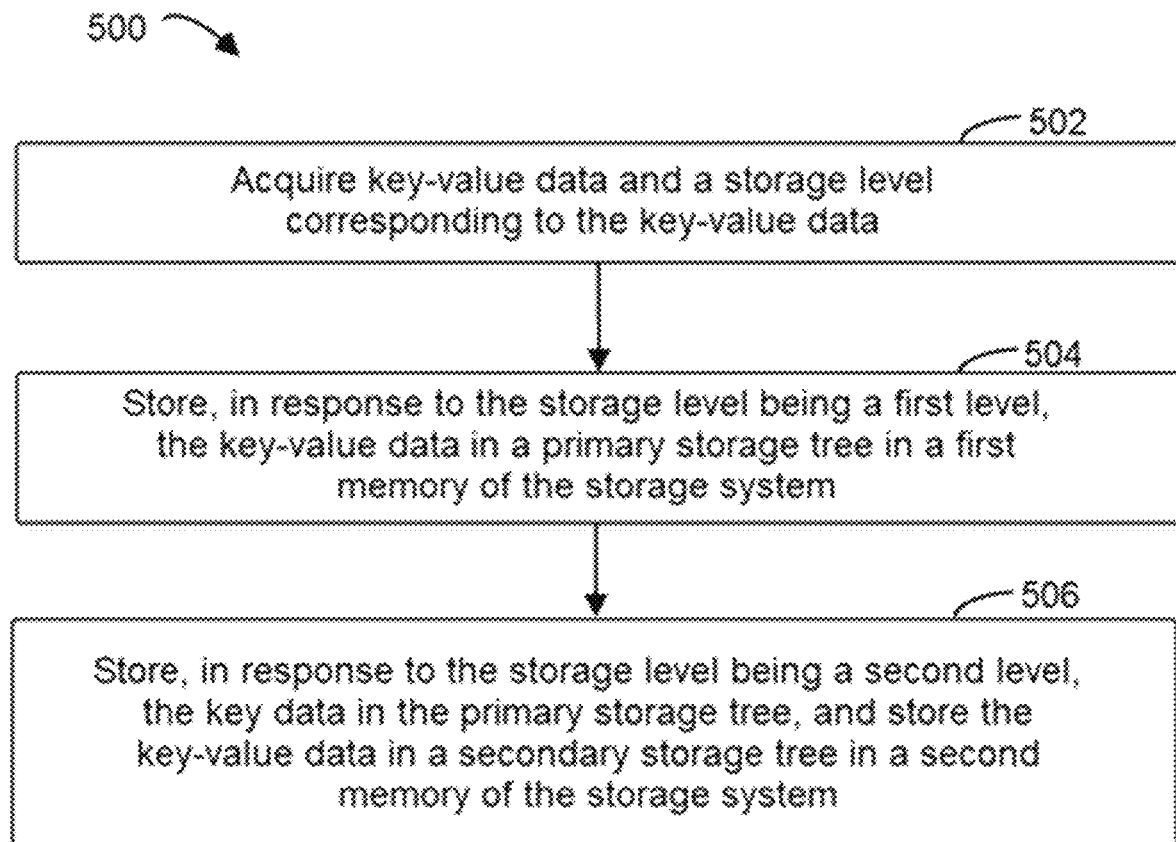 500
502
Acquire key-value data and a storage level
corresponding to the key-value data
504
Store, in response to the storage level being a first level,
the key-value data in a primary storage tree in a first
memory of the storage system
506
Store, in response to the storage level being a second level,
the key data in the primary storage tree, and store the
key-value data in a secondary storage tree in a second
memory of the storage system